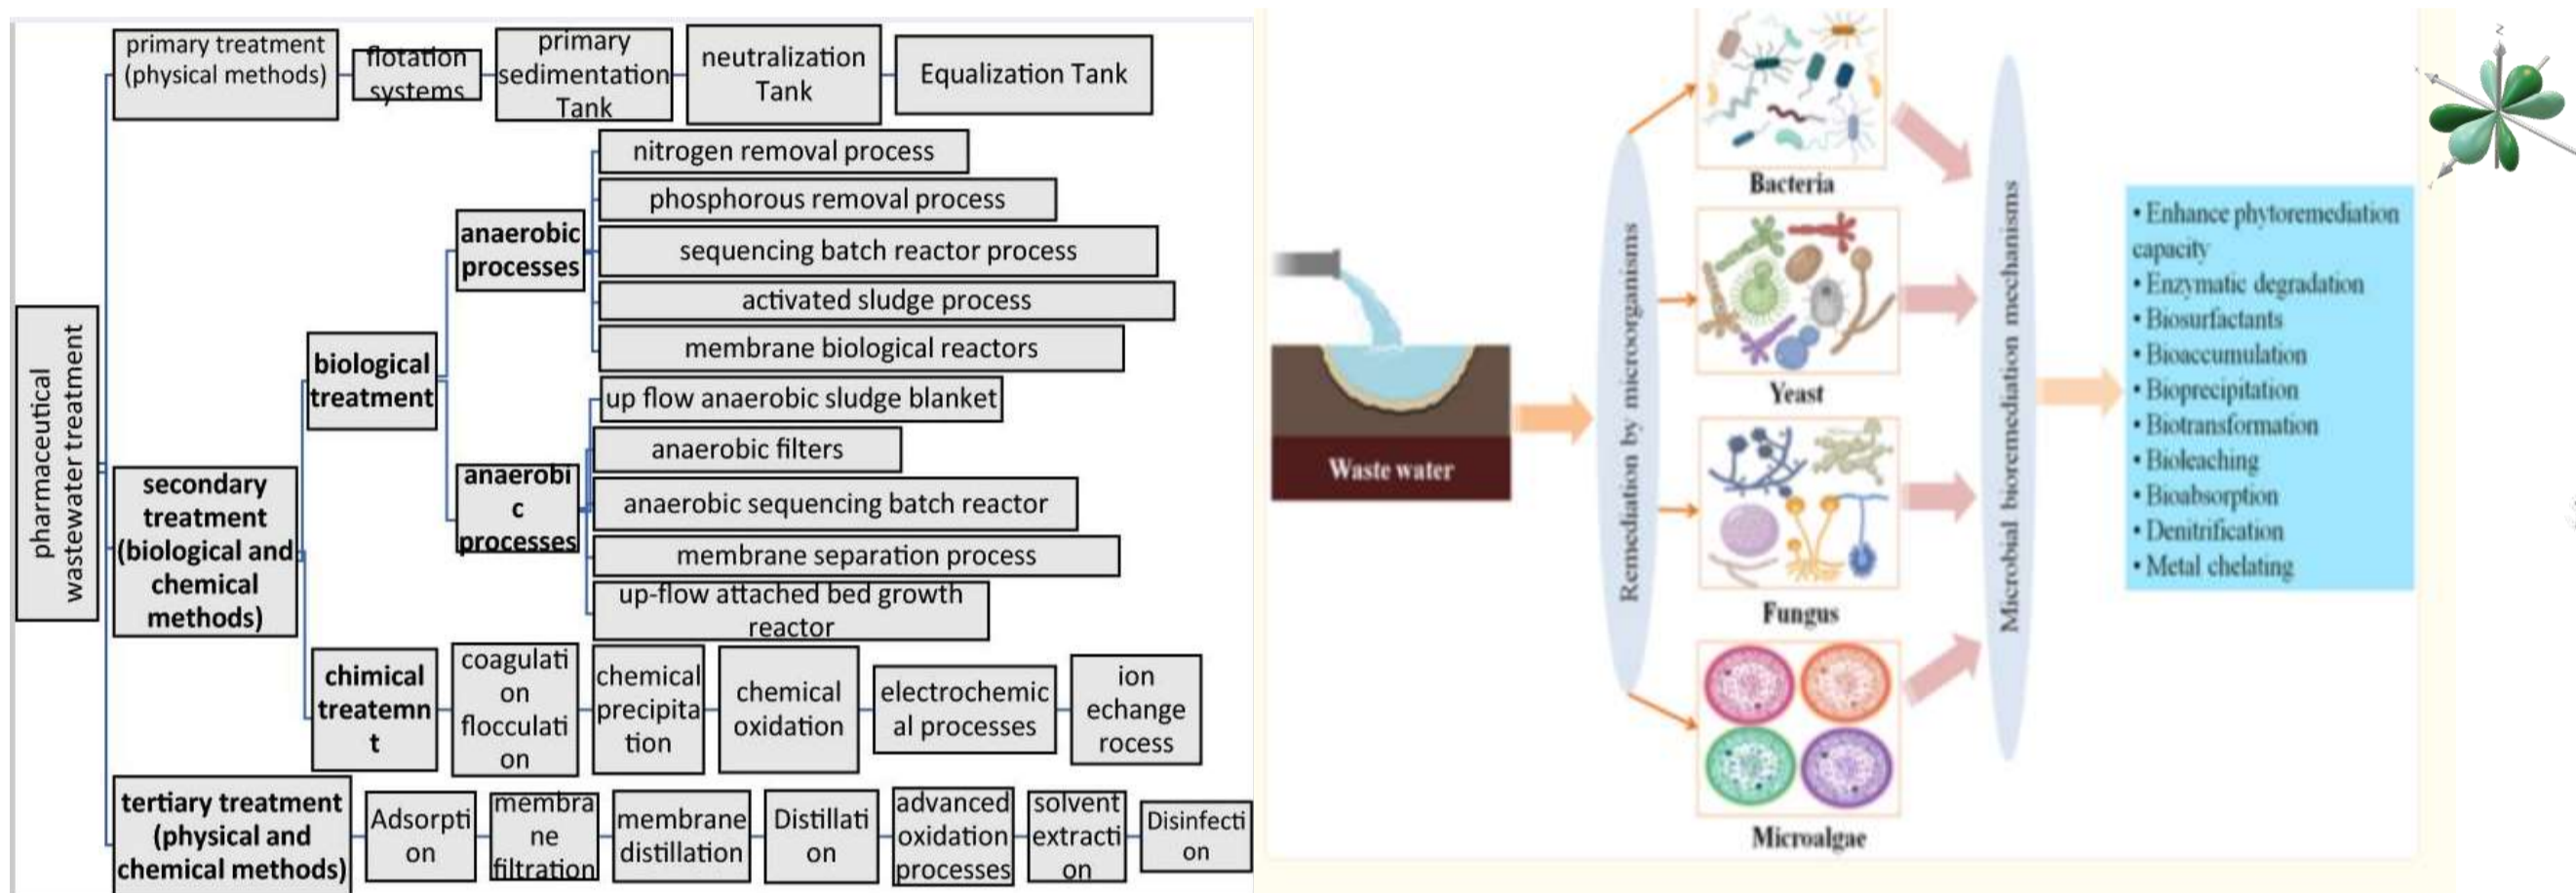 pharmaceutical
wastewater treatment
primary treatment
(physical methods)
flotation
systems
primary
sedimentation
Tank
neutralization
Tank
Equalization Tank
secondary
treatment
(biological and
chemical
methods)
biological
treatment
anaerobic
processes
nitrogen removal process
phosphorous removal process
sequencing batch reactor process
activated sludge process
membrane biological reactors
anaerobi
c
processes
up flow anaerobic sludge blanket
anaerobic filters
anaerobic sequencing batch reactor
membrane separation process
up-flow attached bed growth
reactor
chimical
treatemn
t
coagulati
on
flocculati
on
chemical
precipita
tion
chemical
oxidation
electrochemic
al processes
ion
echange
rocess
tertiary treatment
(physical and
chemical methods)
Adsorpti
on
membra
ne
filtration
membrane
distillation
Distillati
on
advanced
oxidation
processes
solvent
extracti
on
Disinfecti
on
Waste water
Remediation by microorganisms
Bacteria
Yeast
Fungus
Microalgae
Microbial bioremediation mechanisms
• Enhance phytoremediation
capacity
• Enzymatic degradation
• Biosurfactants
• Bioaccumulation
• Bioprecipitation
• Biotransformation
• Bioleaching
• Bioabsorption
• Denitrification
• Metal chelating
z